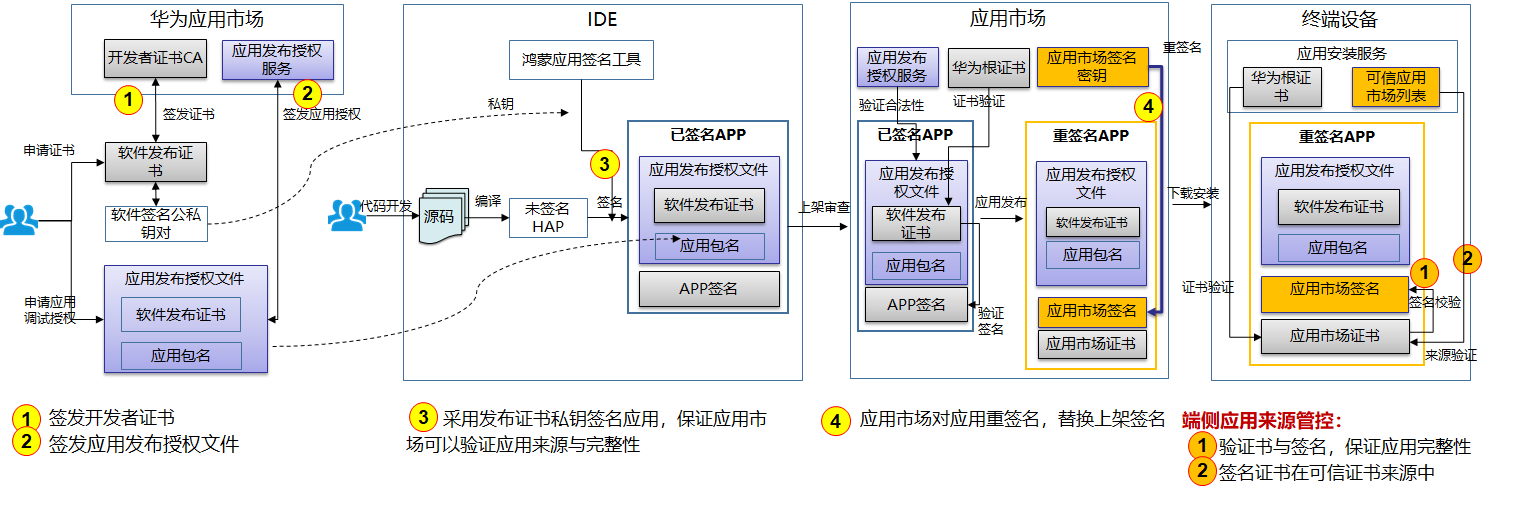 华为应用市场
开发者证书CA
应用发布授权
服务
1
2
签发证书
签发应用授权
申请证书
软件发布证
书
软件签名公私
钥对
申请应用
调试授权
应用发布授权文件
软件发布证书
应用包名
IDE
鸿蒙应用签名工具
私钥
3
代码开发
源码
编译
未签名
HAP
签名
已签名APP
应用发布授权文件
软件发布证书
应用包名
APP签名
上架审查
应用市场
应用发布
授权服务
华为根证书
应用市场签名
密钥
重签名
验证合法性
证书验证
4
已签名APP
应用发布授
权文件
软件发布
证书
应用包名
APP签名
验证
签名
应用发布
重签名APP
应用发布授权
文件
软件发布证书
应用包名
应用市场签名
应用市场证书
下载安装
终端设备
应用安装服务
华为根证
书
可信应用
市场列表
重签名APP
应用发布授权文件
软件发布证书
应用包名
应用市场签名
应用市场证书
证书验证
1
2
签名校验
来源验证
1 签发开发者证书
2 签发应用发布授权文件
3 采用发布证书私钥签名应用，保证应用市
场可以验证应用来源与完整性
4 应用市场对应用重签名，替换上架签名
端侧应用来源管控：
1 验证书与签名，保证应用完整性
2 签名证书在可信证书来源中